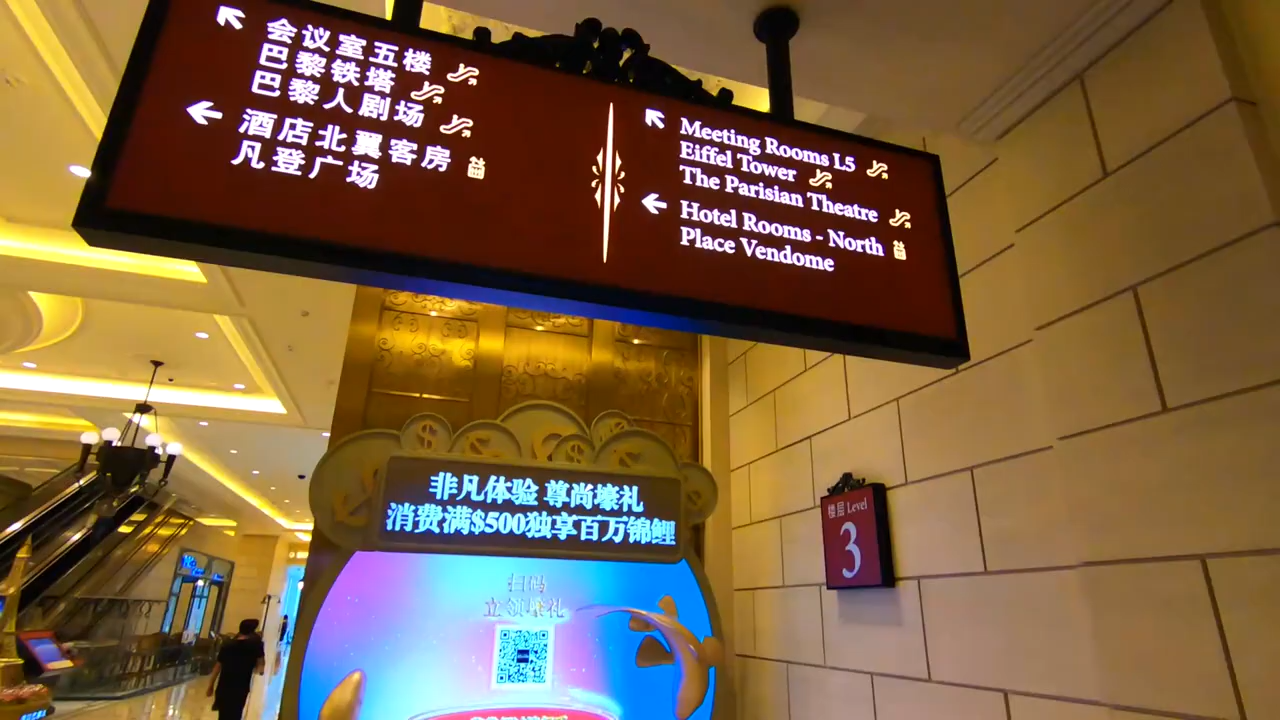 会议室五楼
巴黎铁塔
巴黎人剧场
酒店北翼客房
凡登广场
Meeting Rooms L5
Eiffel Tower
The Parisian Theatre
Hotel Rooms - North
Place Vendome
非凡体验 尊尚壕礼
消费满$500独享百万锦鲤
扫码
立领壕礼
楼层 Level
3